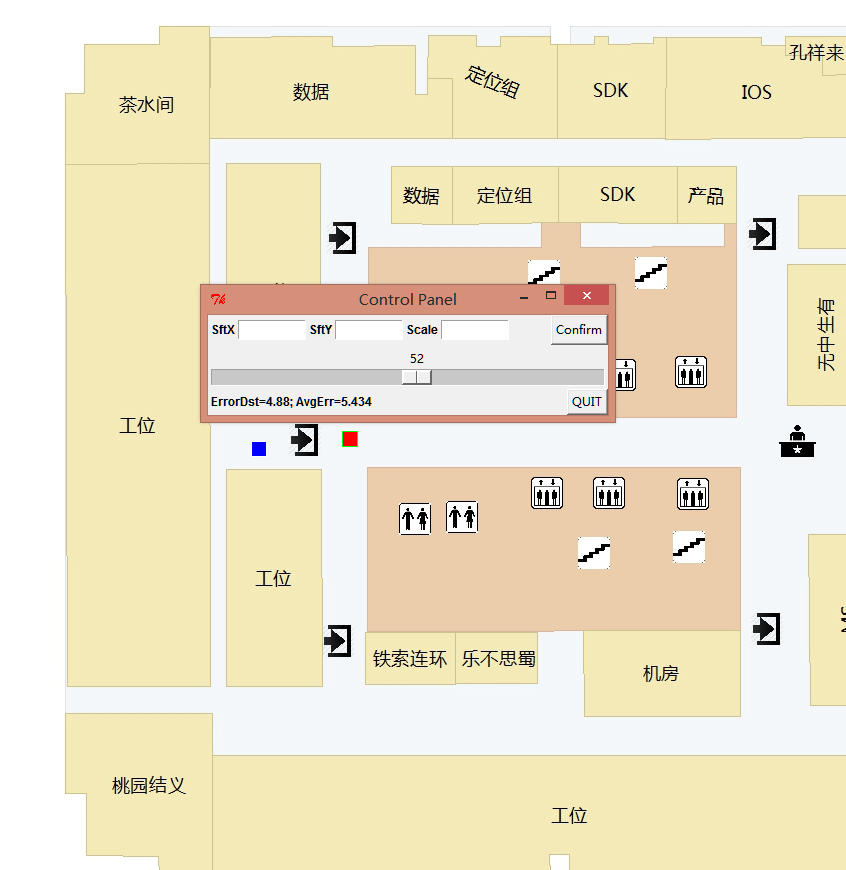 孔祥来
茶水间
数据
定位组
SDK
IOS
数据
定位组
SDK
产品
Control Panel
SftX
SftY
Scale
Confirm
52
ErrorDst=4.88; AvgErr=5.434
QUIT
无中生有
工位
工位
铁索连环
乐不思蜀
机房
桃园结义
工位